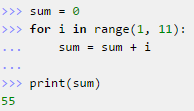 >>> sum = 0
>>> for i in range(1, 11):
...     sum = sum + i
...
>>> print(sum)
55